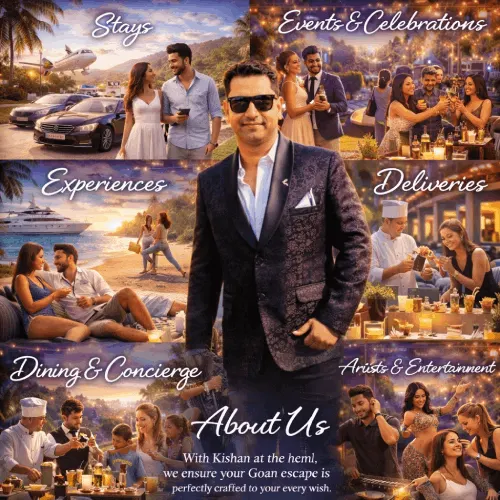 Stays
Events & Celebrations
Experiences
Deliveries
Dining & Concierge
Artists & Entertainment
About Us
With Kishan at the heml,
we ensure your Goan escape is
perfectly crafted to your every wish.